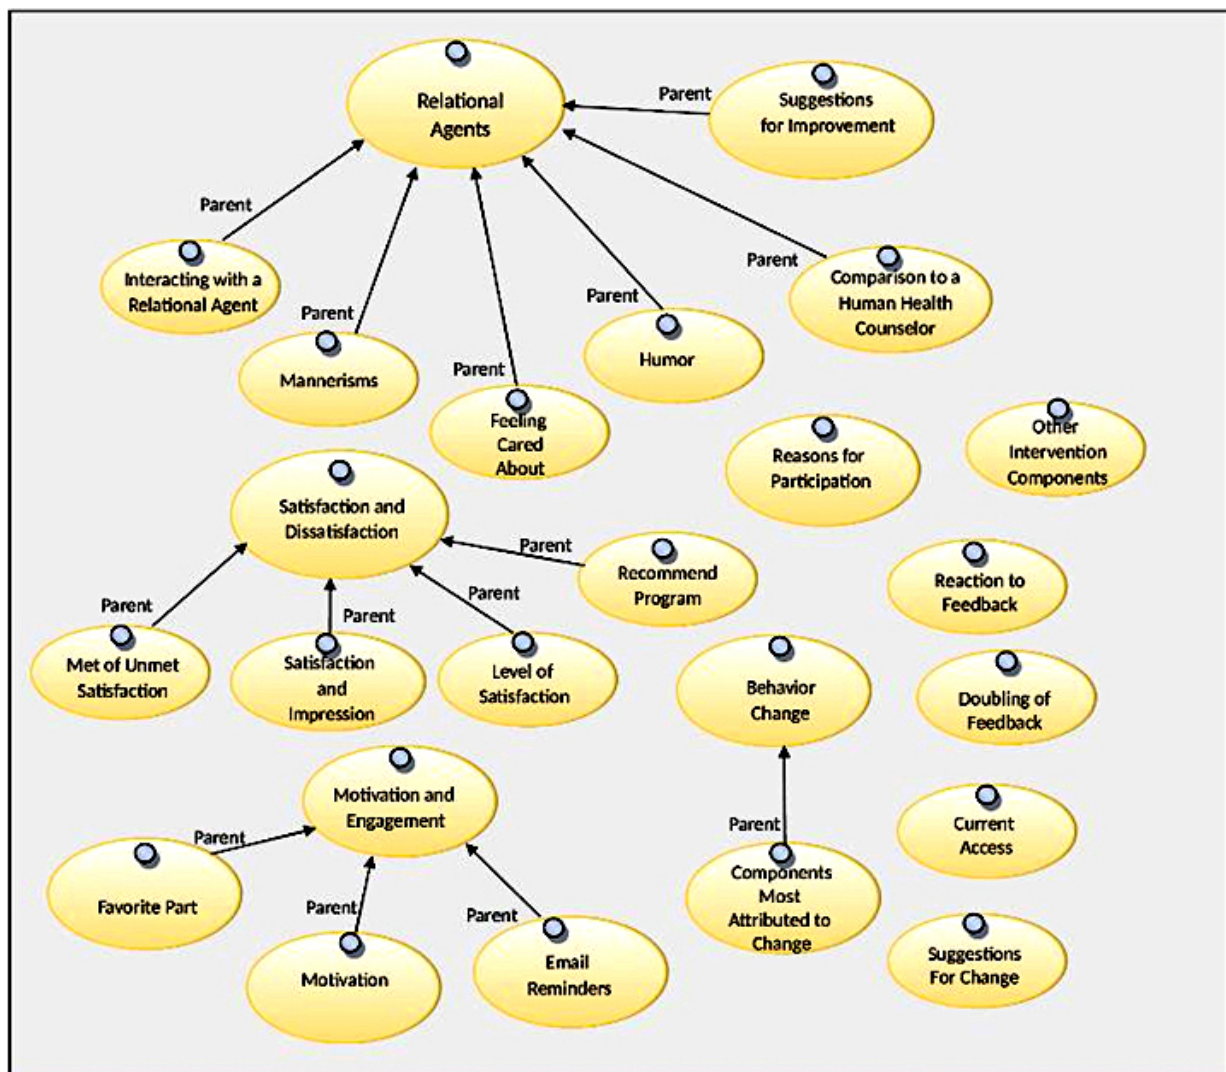 Relational
Agents
Parent
Suggestions
for Improvement
Parent
Interacting with a
Relational Agent
Parent
Mannerisms
Parent
Feeling
Cared
About
Parent
Humor
Parent
Comparison to a
Human Health
Counselor
Reasons for
Participation
Other
Intervention
Components
Satisfaction and
Dissatisfaction
Parent
Recommend
Program
Reaction to
Feedback
Parent
Met of Unmet
Satisfaction
Parent
Satisfaction
and
Impression
Parent
Level of
Satisfaction
Behavior
Change
Doubling of
Feedback
Motivation and
Engagement
Parent
Favorite Part
Parent
Motivation
Parent
Email
Reminders
Parent
Components
Most
Attributed to
Change
Current
Access
Suggestions
For Change